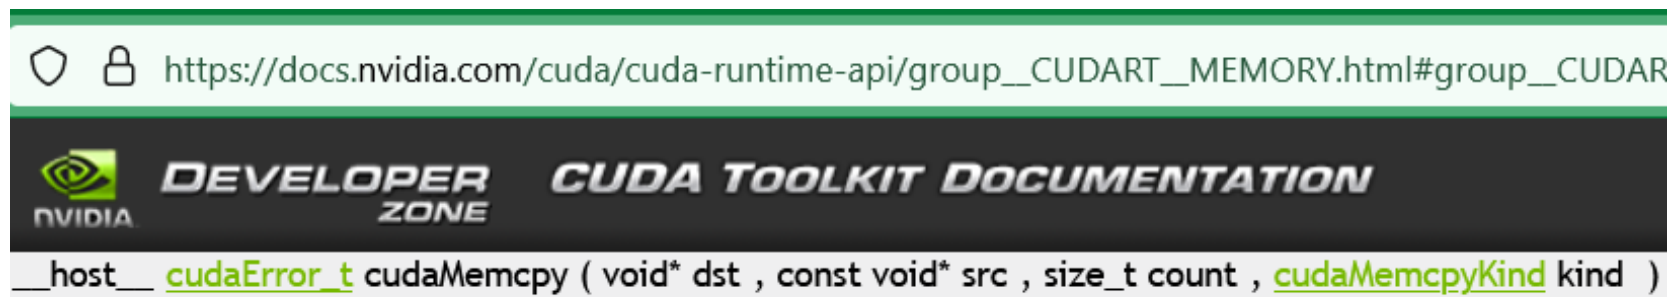 https://docs.nvidia.com/cuda/cuda-runtime-api/group__CUDART__MEMORY.html#group__CUDAR
NVIDIA DEVELOPER ZONE CUDA TOOLKIT DOCUMENTATION
__host__ cudaError_t cudaMemcpy ( void* dst , const void* src , size_t count , cudaMemcpyKind kind )